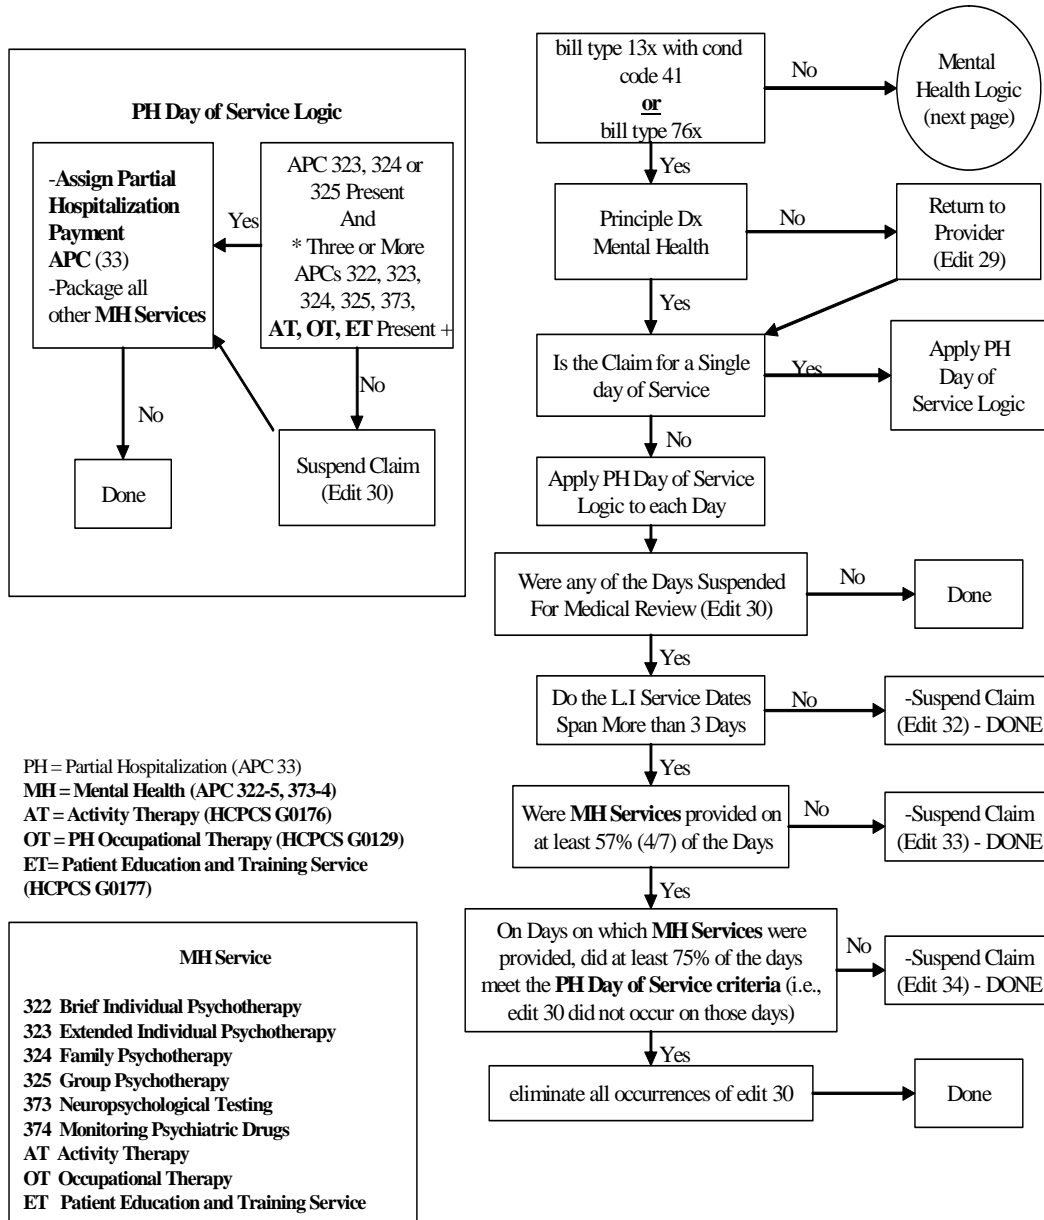 PH Day of Service Logic
-Assign Partial
Hospitalization
Payment
APC (33)
-Package all
other MH Services
Yes
APC 323, 324 or
325 Present
And
* Three or More
APCs 322, 323,
324, 325, 373,
AT, OT, ET Present +
No
No
Done
Suspend Claim
(Edit 30)
bill type 13x with cond
code 41
or
bill type 76x
No
Mental
Health Logic
(next page)
Yes
Principle Dx
Mental Health
No
Return to
Provider
(Edit 29)
Yes
Is the Claim for a Single
day of Service
Yes
Apply PH
Day of
Service Logic
No
Apply PH Day of Service
Logic to each Day
Were any of the Days Suspended
For Medical Review (Edit 30)
No
Done
Yes
Do the L.I Service Dates
Span More than 3 Days
No
-Suspend Claim
(Edit 32) - DONE
Yes
Were MH Services provided on
at least 57% (4/7) of the Days
No
-Suspend Claim
(Edit 33) - DONE
Yes
On Days on which MH Services were
provided, did at least 75% of the days
meet the PH Day of Service criteria (i.e.,
edit 30 did not occur on those days)
No
-Suspend Claim
(Edit 34) - DONE
Yes
eliminate all occurrences of edit 30
Done
PH = Partial Hospitalization (APC 33)
MH = Mental Health (APC 322-5, 373-4)
AT = Activity Therapy (HCPCS G0176)
OT = PH Occupational Therapy (HCPCS G0129)
ET= Patient Education and Training Service
(HCPCS G0177)
MH Service
322 Brief Individual Psychotherapy
323 Extended Individual Psychotherapy
324 Family Psychotherapy
325 Group Psychotherapy
373 Neuropsychological Testing
374 Monitoring Psychiatric Drugs
AT Activity Therapy
OT Occupational Therapy
ET Patient Education and Training Service